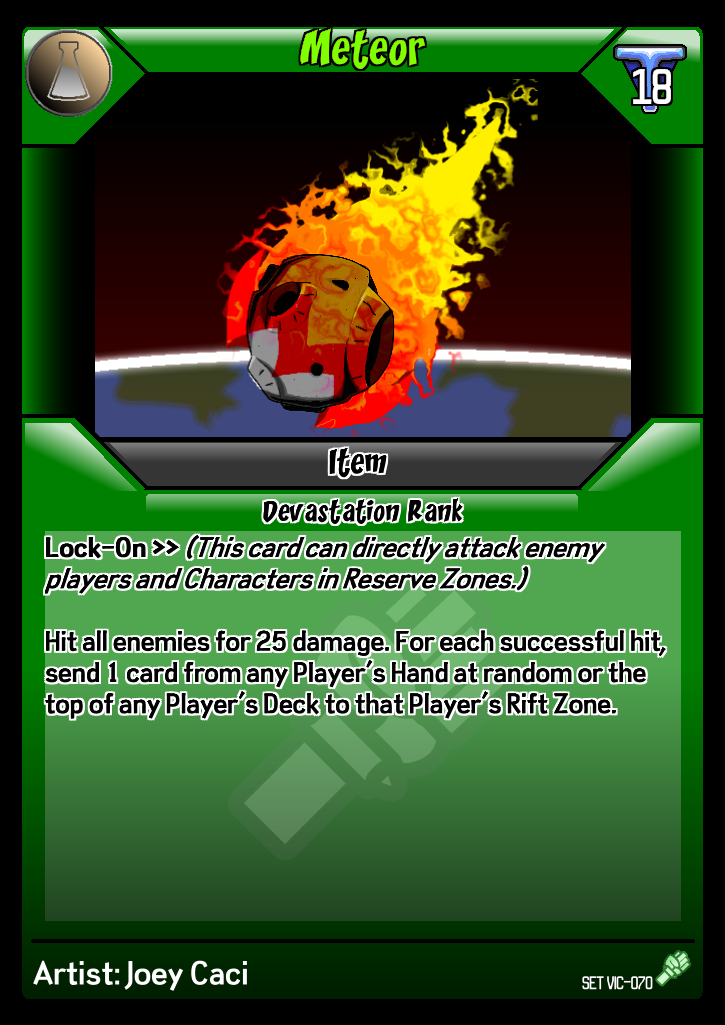 Meteor
18
Item
Devastation Rank
Lock-On >> (This card can directly attack enemy
players and Characters in Reserve Zones.)
Hit all enemies for 25 damage. For each successful hit,
send 1 card from any Player's Hand at random or the
top of any Player's Deck to that Player's Rift Zone.
Artist: Joey Caci
SET VIC-070